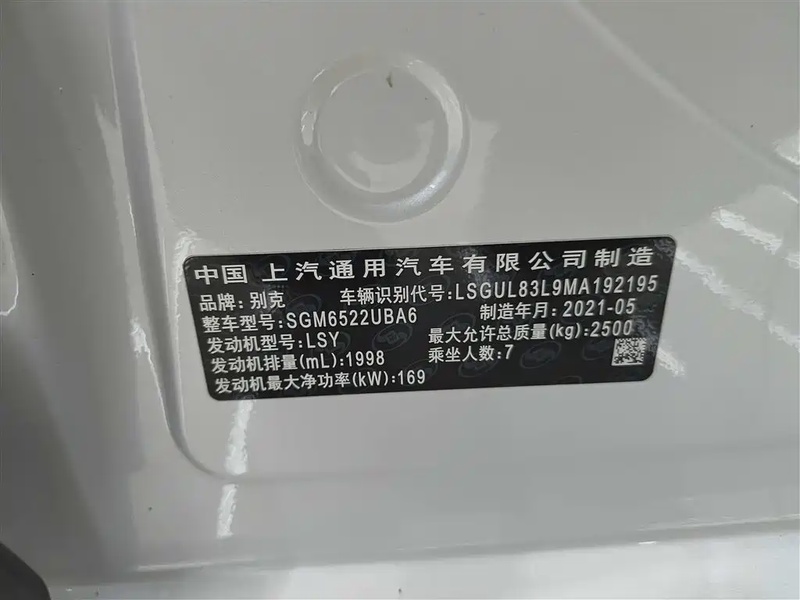 中国 上汽通用汽车有限公司制造
品牌:别克 车辆识别代号:LSGUL83L9MA192195
整车型号:SGM6522UBA6 制造年月:2021-05
发动机型号:LSY 最大允许总质量(kg):2500
发动机排量(mL):1998 乘坐人数:7
发动机最大净功率(kW):169